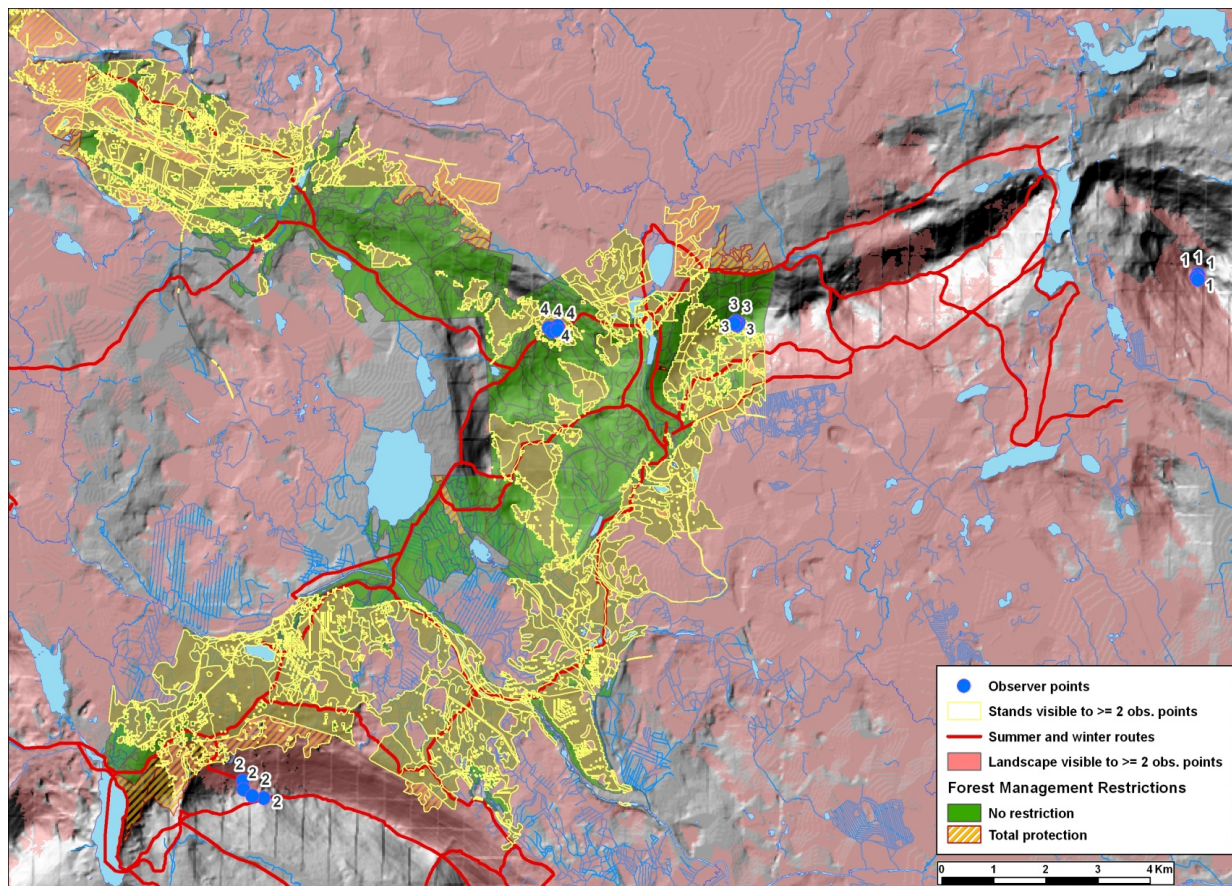 1 1 1
1
4 4 4
4
3 3
3 3
2 2 2
2
Observer points
Stands visible to >= 2 obs. points
Summer and winter routes
Landscape visible to >= 2 obs. points
Forest Management Restrictions
No restriction
Total protection
0 1 2 3 4 Km